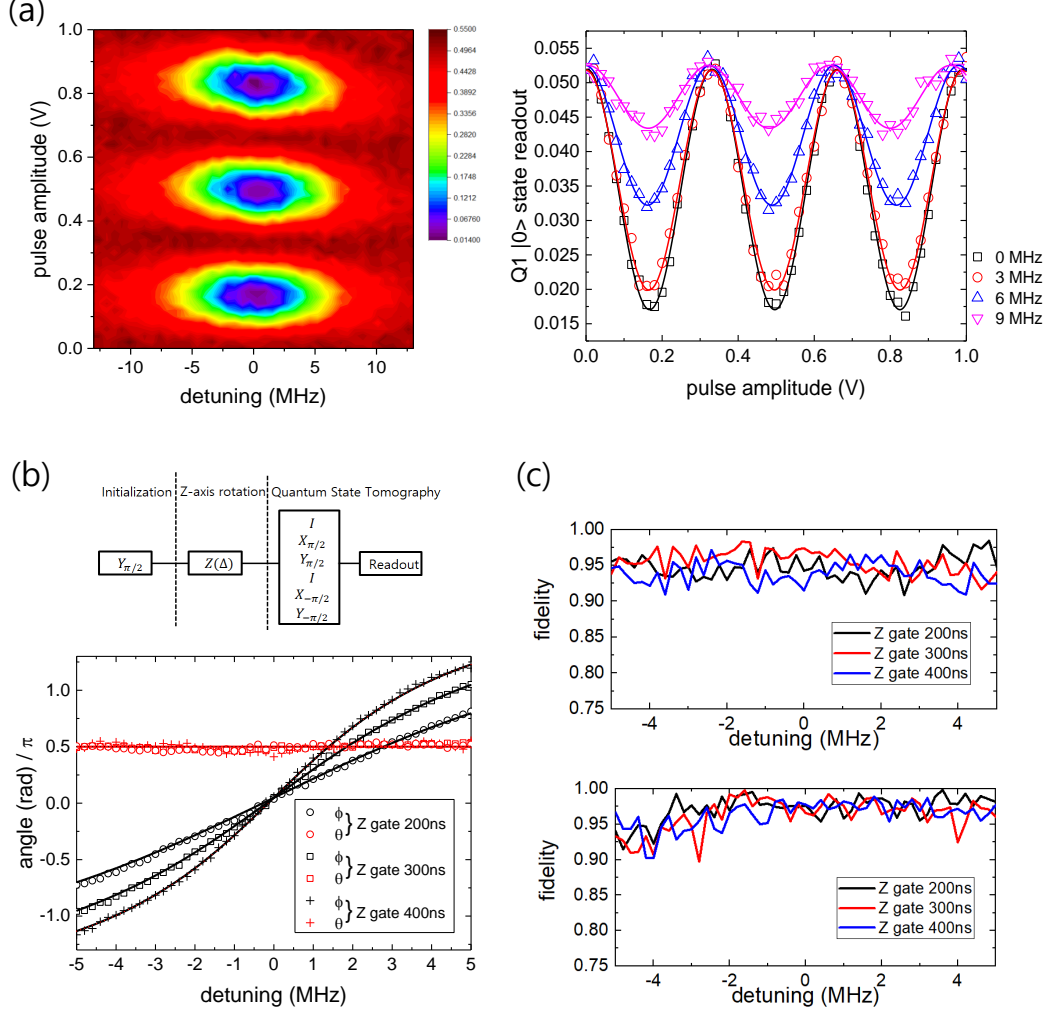 (a)
1.0
0.8
0.6
0.4
0.2
0.0
pulse amplitude (V)
-10 -5 0 5 10
detuning (MHz)
0.5500
0.4964
0.4428
0.3892
0.3356
0.2820
0.2284
0.1748
0.1212
0.06760
0.01400
0.055
0.050
0.045
0.040
0.035
0.030
0.025
0.020
0.015
Q1 |0> state readout
0.0 0.2 0.4 0.6 0.8 1.0
pulse amplitude (V)
0 MHz
3 MHz
6 MHz
9 MHz
(b)
Initialization Z-axis rotation Quantum State Tomography
Y_{π/2}
Z(Δ)
I
X_{π/2}
Y_{π/2}
I
X_{-π/2}
Y_{-π/2}
Readout
1.0
0.5
0.0
-0.5
-1.0
angle (rad) / π
-5 -4 -3 -2 -1 0 1 2 3 4 5
detuning (MHz)
ϕ
θ } Z gate 200ns
ϕ
θ } Z gate 300ns
ϕ
θ } Z gate 400ns
(c)
1.00
0.95
0.90
0.85
0.80
0.75
fidelity
Z gate 200ns
Z gate 300ns
Z gate 400ns
-4 -2 0 2 4
detuning (MHz)
1.00
0.95
0.90
0.85
0.80
0.75
fidelity
Z gate 200ns
Z gate 300ns
Z gate 400ns
-4 -2 0 2 4
detuning (MHz)